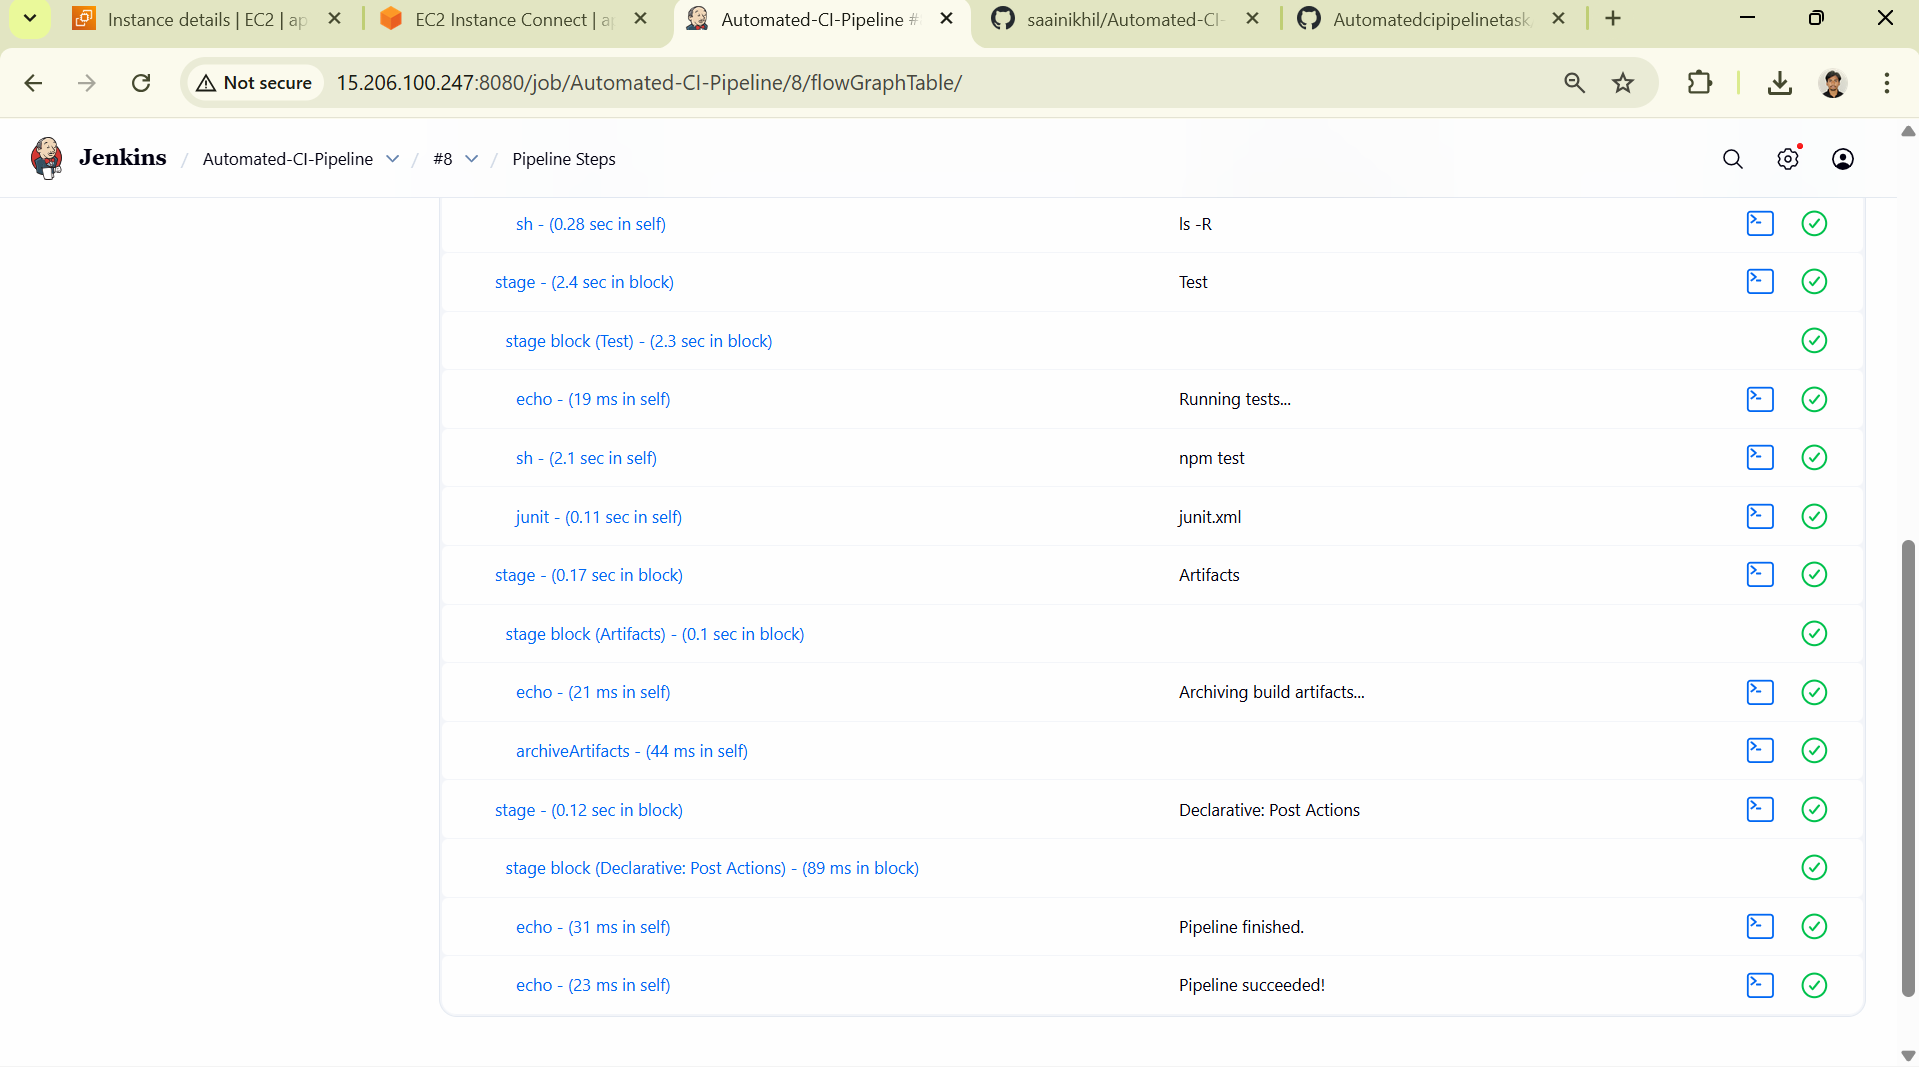 Instance details | EC2 | ap
EC2 Instance Connect | a
Automated-CI-Pipeline #
saainikhil/Automated-CI-
Automatedcipipelinetask
Not secure
15.206.100.247:8080/job/Automated-CI-Pipeline/8/flowGraphTable/
Jenkins / Automated-CI-Pipeline / #8 / Pipeline Steps
sh - (0.28 sec in self) ls -R
stage - (2.4 sec in block) Test
stage block (Test) - (2.3 sec in block)
echo - (19 ms in self) Running tests...
sh - (2.1 sec in self) npm test
junit - (0.11 sec in self) junit.xml
stage - (0.17 sec in block) Artifacts
stage block (Artifacts) - (0.1 sec in block)
echo - (21 ms in self) Archiving build artifacts...
archiveArtifacts - (44 ms in self)
stage - (0.12 sec in block) Declarative: Post Actions
stage block (Declarative: Post Actions) - (89 ms in block)
echo - (31 ms in self) Pipeline finished.
echo - (23 ms in self) Pipeline succeeded!